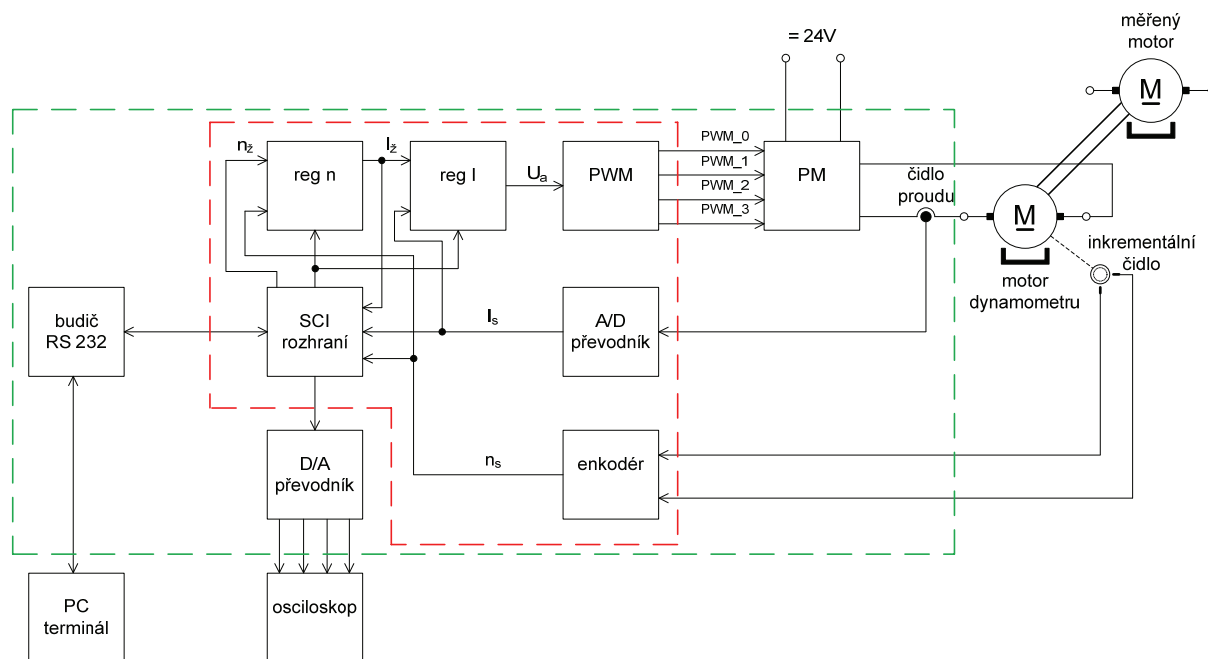 měřený
motor
= 24V
M
nž
Iž
reg n
reg I
Ua
PWM
PWM_0
PWM_1
PWM_2
PWM_3
PM
čidlo
proudu
M
inkrementální
čidlo
motor
dynamometru
budič
RS 232
SCI
rozhraní
Is
A/D
převodník
D/A
převodník
ns
enkodér
PC
terminál
osciloskop